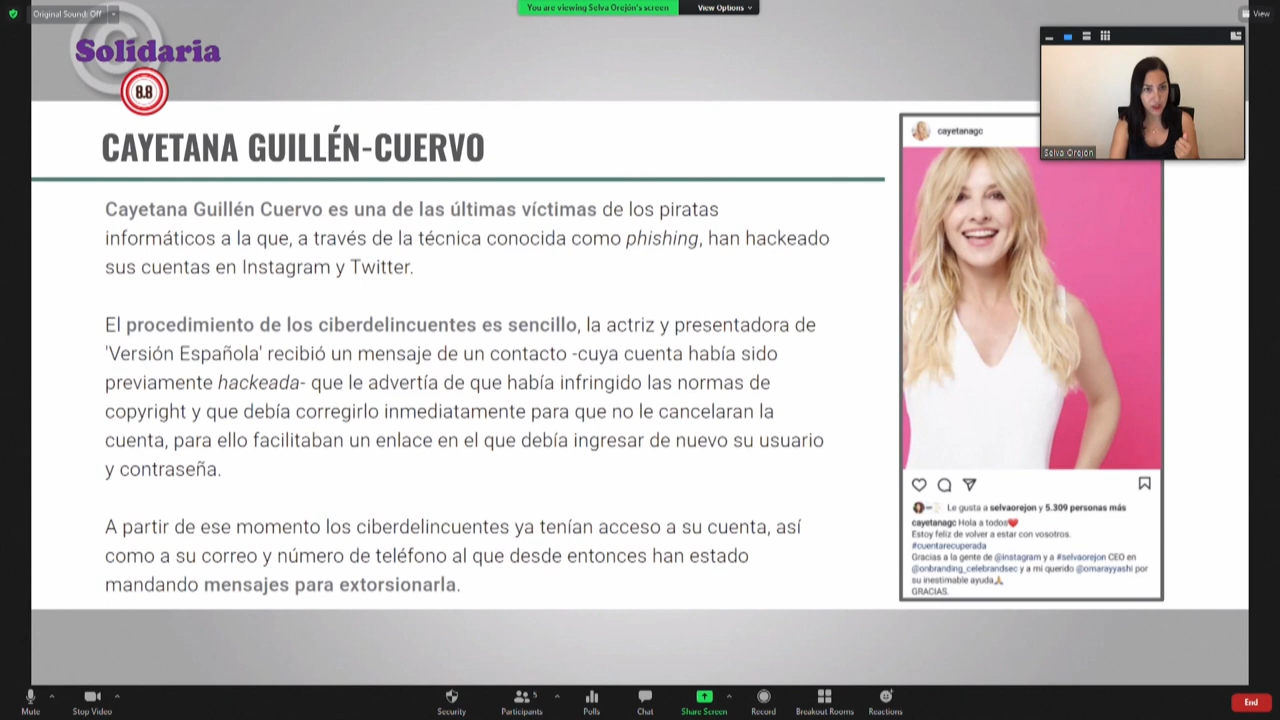 Original Sound: Off
You are viewing Selva Orejón's screen
View Options
View
Solidaria
8.8
CAYETANA GUILLÉN-CUERVO
Cayetana Guillén Cuervo es una de las últimas víctimas de los piratas
informáticos a la que, a través de la técnica conocida como phishing, han hackeado
sus cuentas en Instagram y Twitter.
El procedimiento de los ciberdelincuentes es sencillo, la actriz y presentadora de
'Versión Española' recibió un mensaje de un contacto -cuya cuenta había sido
previamente hackeada- que le advertía de que había infringido las normas de
copyright y que debía corregirlo inmediatamente para que no le cancelaran la
cuenta, para ello facilitaban un enlace en el que debía ingresar de nuevo su usuario
y contraseña.
A partir de ese momento los ciberdelincuentes ya tenían acceso a su cuenta, así
como a su correo y número de teléfono al que desde entonces han estado
mandando mensajes para extorsionarla.
cayetanagc
Selva Orejón
Le gusta a selvaorejon y 5.309 personas más
cayetanagc Hola a todos❤️
Estoy feliz de volver a estar con vosotros.
#cuentarecuperada
Gracias a la gente de @instagram y a #selvaorejon CEO en
@onbranding_celebrandsec y a mi querido @omarayyashi por
su inestimable ayuda🙏
GRACIAS.
Mute
Stop Video
Security
Participants
5
Polls
Chat
Share Screen
Record
Breakout Rooms
Reactions
End